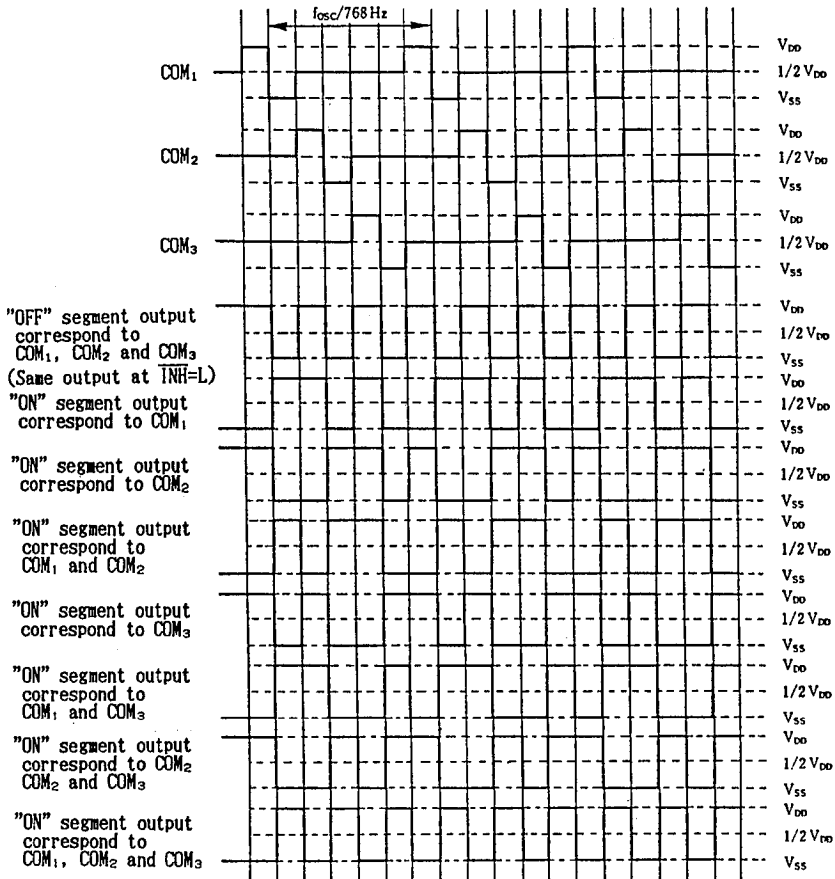 fosc/768 Hz
COM1
VDD
1/2 VDD
VSS
COM2
VDD
1/2 VDD
VSS
COM3
VDD
1/2 VDD
VSS
"OFF" segment output
correspond to
COM1, COM2 and COM3
(Same output at INH=L)
VDD
1/2 VDD
VSS
"ON" segment output
correspond to COM1
VDD
1/2 VDD
VSS
"ON" segment output
correspond to COM2
VDD
1/2 VDD
VSS
"ON" segment output
correspond to
COM1 and COM2
VDD
1/2 VDD
VSS
"ON" segment output
correspond to COM3
VDD
1/2 VDD
VSS
"ON" segment output
correspond to
COM1 and COM3
VDD
1/2 VDD
VSS
"ON" segment output
correspond to COM2
COM2 and COM3
VDD
1/2 VDD
VSS
"ON" segment output
correspond to
COM1, COM2 and COM3
VDD
1/2 VDD
VSS